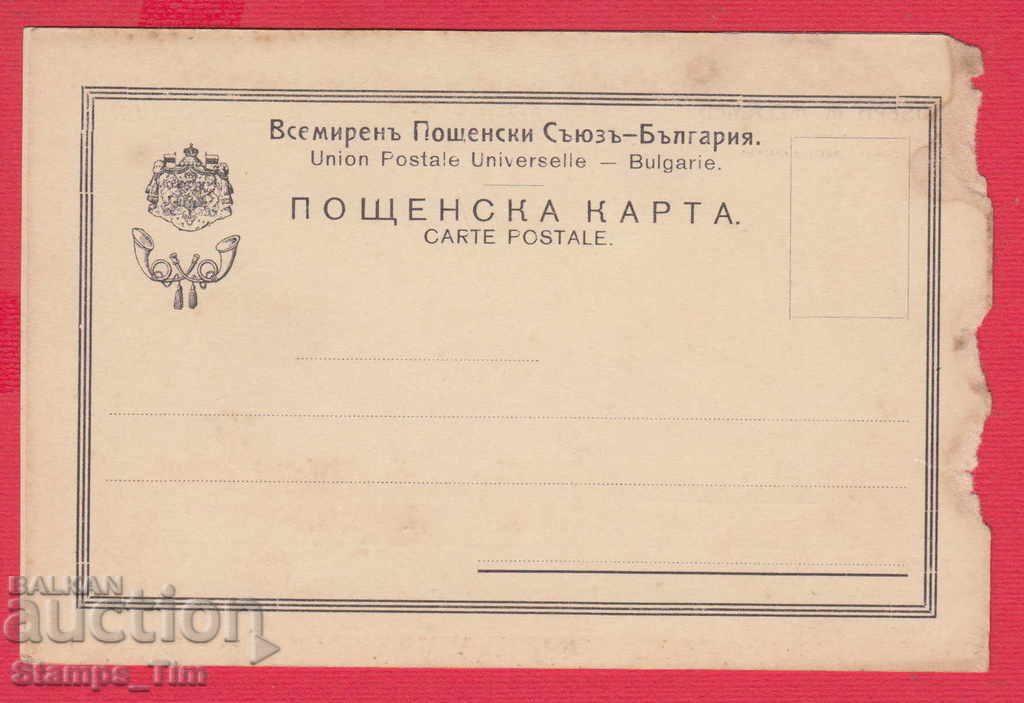 Всемиренъ Пощенски Съюзъ–България.
Union Postale Universelle — Bulgarie.
ПОЩЕНСКА КАРТА.
CARTE POSTALE.
BALKAN
auction
Stamps_Tim